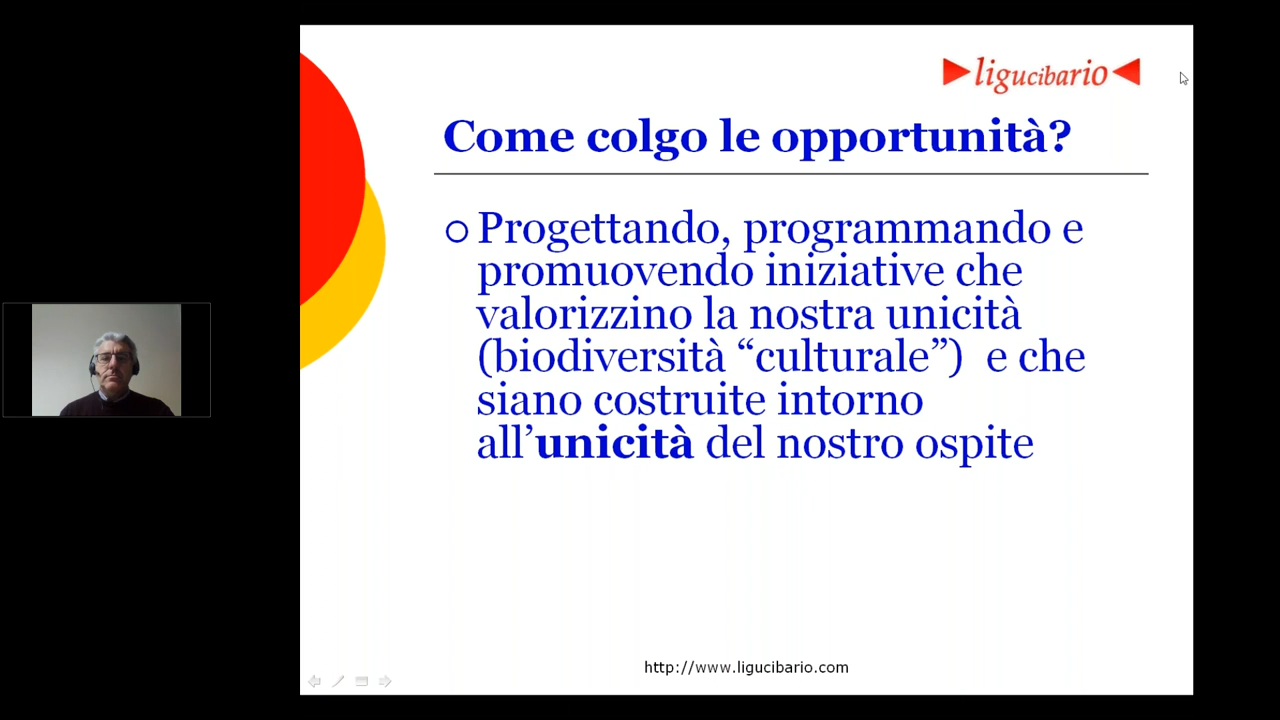 ligucibario
Come colgo le opportunità?
Progettando, programmando e
promuovendo iniziative che
valorizzino la nostra unicità
(biodiversità “culturale”) e che
siano costruite intorno
all’unicità del nostro ospite
http://www.ligucibario.com